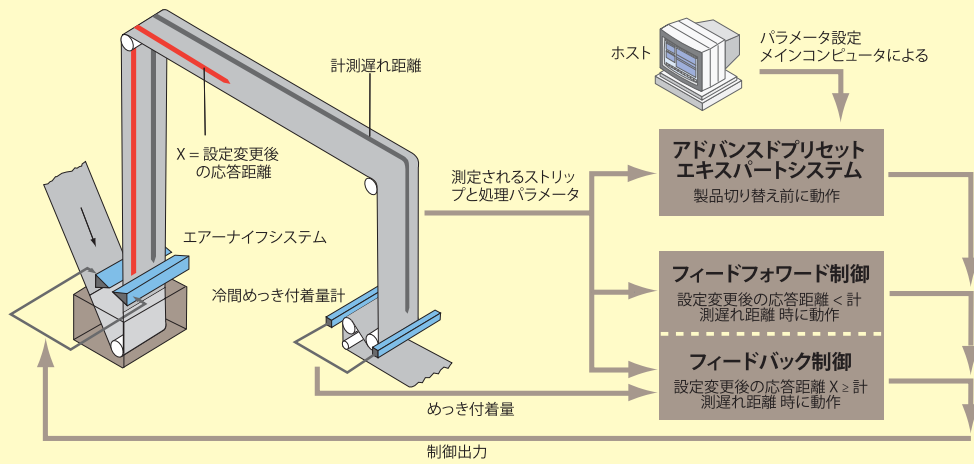 ホスト
パラメータ設定
メインコンピュータによる
計測遅れ距離
X = 設定変更後
の応答距離
アドバンスドプリセット
エキスパートシステム
製品切り替え前に動作
測定されるストリッ
プと処理パラメータ
エアーナイフシステム
冷間めっき付着量計
フィードフォワード制御
設定変更後の応答距離 < 計
測遅れ距離 時に動作
フィードバック制御
設定変更後の応答距離 X ≥ 計
測遅れ距離 時に動作
めっき付着量
制御出力